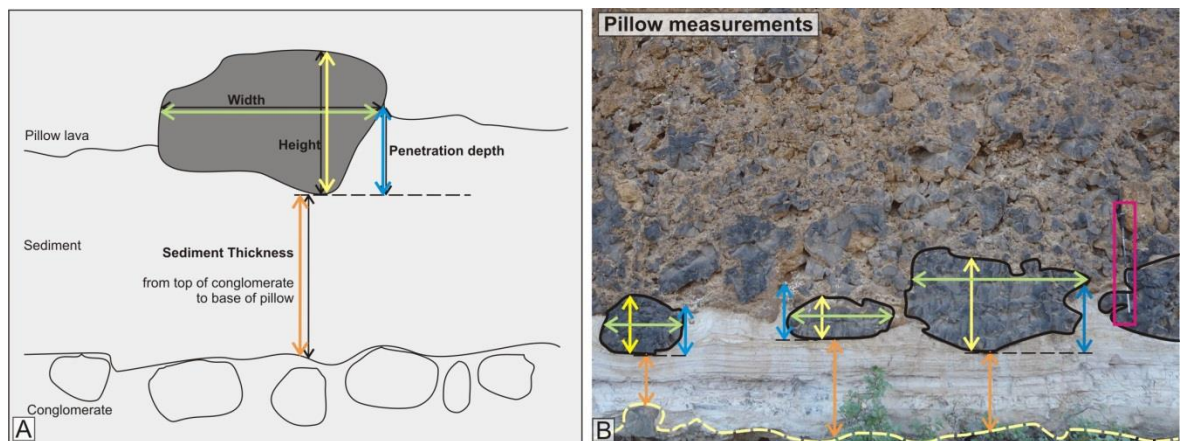 Width
Pillow lava
Height
Penetration depth
Sediment
Sediment Thickness
from top of conglomerate
to base of pillow
Conglomerate
A
Pillow measurements
B